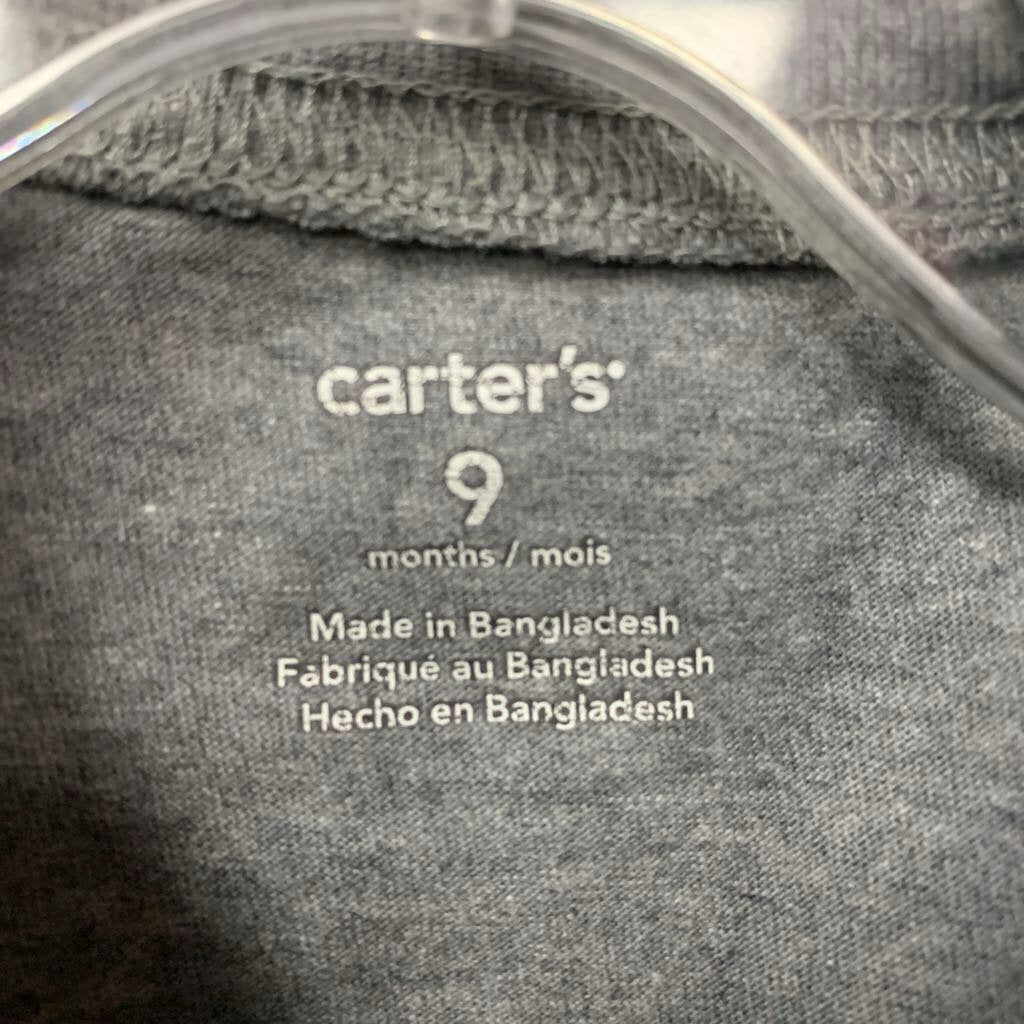 carter's
9
months / mois
Made in Bangladesh
Fabriqué au Bangladesh
Hecho en Bangladesh